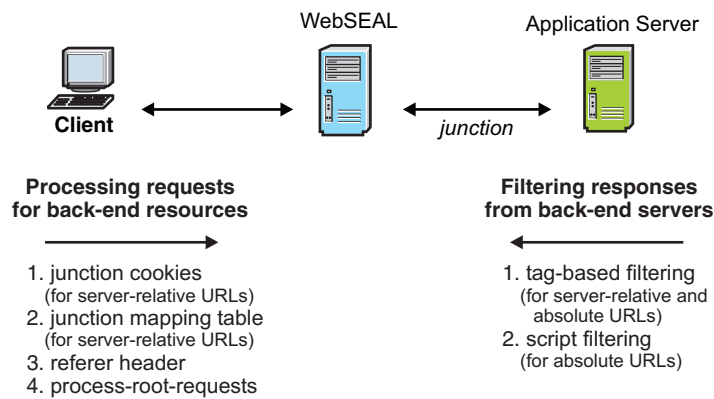 WebSEAL
Application Server
Client
junction
Processing requests
for back-end resources
1. junction cookies
(for server-relative URLs)
2. junction mapping table
(for server-relative URLs)
3. referer header
4. process-root-requests
Filtering responses
from back-end servers
1. tag-based filtering
(for server-relative and
absolute URLs)
2. script filtering
(for absolute URLs)